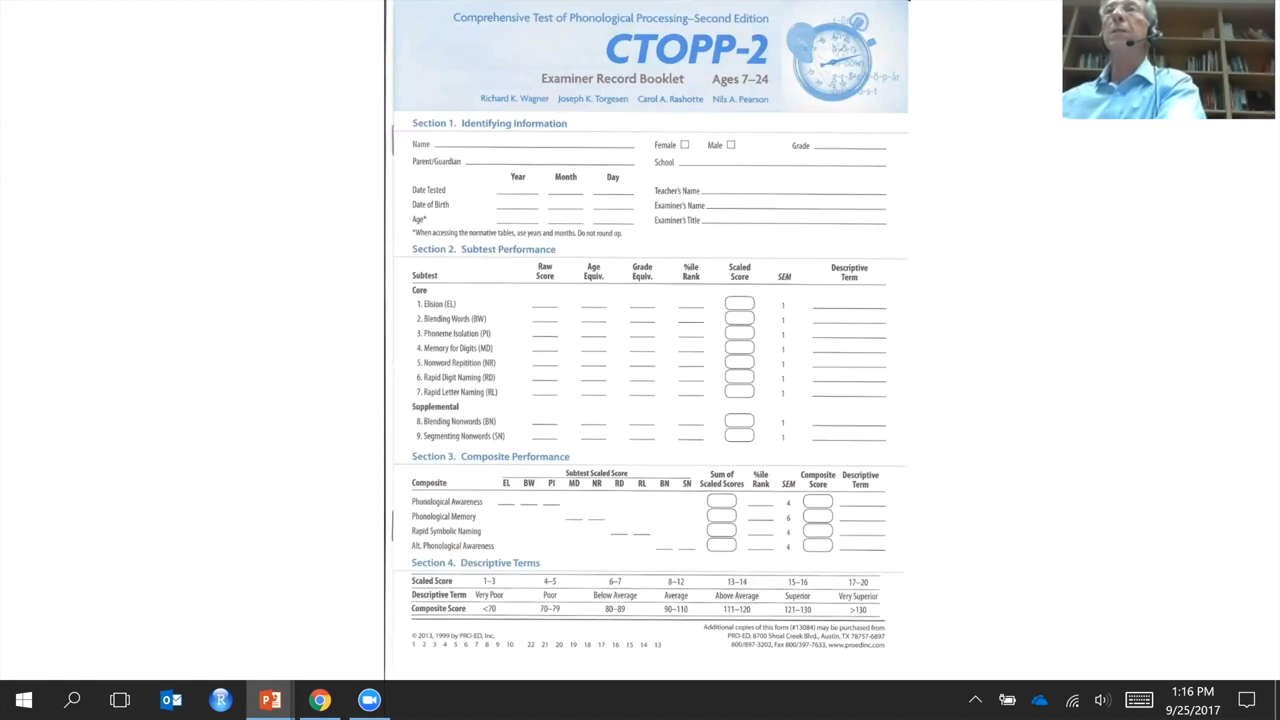 Comprehensive Test of Phonological Processing–Second Edition
CTOPP-2
Examiner Record Booklet Ages 7–24
Richard K. Wagner Joseph K. Torgesen Carol A. Rashotte Nils A. Pearson
Section 1. Identifying Information
Name Female Male Grade
Parent/Guardian School
Year Month Day
Date Tested Teacher's Name
Date of Birth Examiner's Name
Age* Examiner's Title
*When accessing the normative tables, use years and months. Do not round up.
Section 2. Subtest Performance
Subtest Raw Score Age Equiv. Grade Equiv. %ile Rank Scaled Score SEM Descriptive Term
Core
1. Elision (EL) 1
2. Blending Words (BW) 1
3. Phoneme Isolation (PI) 1
4. Memory for Digits (MD) 1
5. Nonword Repitition (NR) 1
6. Rapid Digit Naming (RD) 1
7. Rapid Letter Naming (RL) 1
Supplemental
8. Blending Nonwords (BN) 1
9. Segmenting Nonwords (SN) 1
Section 3. Composite Performance
Subtest Scaled Score
Composite EL BW PI MD NR RD RL BN SN Sum of Scaled Scores %ile Rank SEM Composite Score Descriptive Term
Phonological Awareness 4
Phonological Memory 6
Rapid Symbolic Naming 4
Alt. Phonological Awareness 4
Section 4. Descriptive Terms
Scaled Score 1–3 4–5 6–7 8–12 13–14 15–16 17–20
Descriptive Term Very Poor Poor Below Average Average Above Average Superior Very Superior
Composite Score <70 70–79 80–89 90–110 111–120 121–130 >130
Additional copies of this form (#13084) may be purchased from
© 2013, 1999 by PRO-ED, Inc. PRO-ED, 8700 Shoal Creek Blvd., Austin, TX 78757-6897
1 2 3 4 5 6 7 8 9 10 22 21 20 19 18 17 16 15 14 13 800/897-3202, Fax 800/397-7633, www.proedinc.com
1:16 PM
9/25/2017